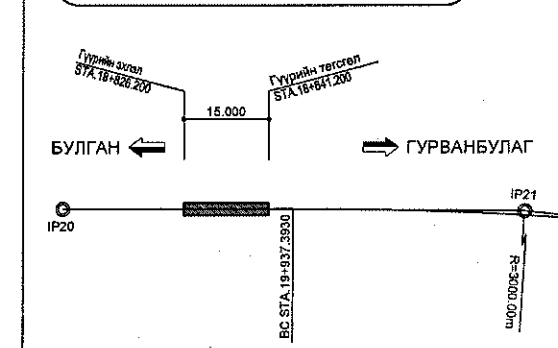 Гүүрийн эхлэл
STA.18+826.200
Гүүрийн төгсгөл
STA.18+841.200
15.000
БУЛГАН
ГУРВАНБУЛАГ
IP20
IP21
BC STA.19+937.3930
R=3000.00m